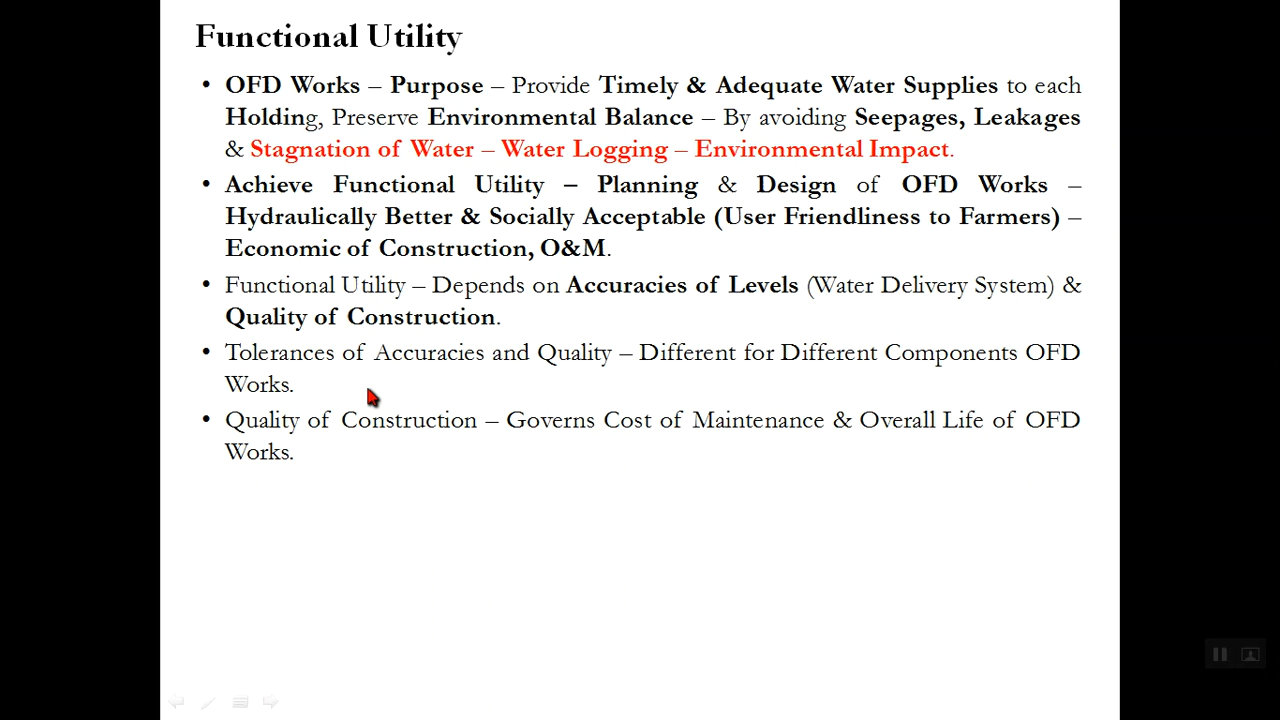 Functional Utility
• OFD Works – Purpose – Provide Timely & Adequate Water Supplies to each
Holding, Preserve Environmental Balance – By avoiding Seepages, Leakages
& Stagnation of Water – Water Logging – Environmental Impact.
• Achieve Functional Utility – Planning & Design of OFD Works –
Hydraulically Better & Socially Acceptable (User Friendliness to Farmers) –
Economic of Construction, O&M.
• Functional Utility – Depends on Accuracies of Levels (Water Delivery System) &
Quality of Construction.
• Tolerances of Accuracies and Quality – Different for Different Components OFD
Works.
• Quality of Construction – Governs Cost of Maintenance & Overall Life of OFD
Works.